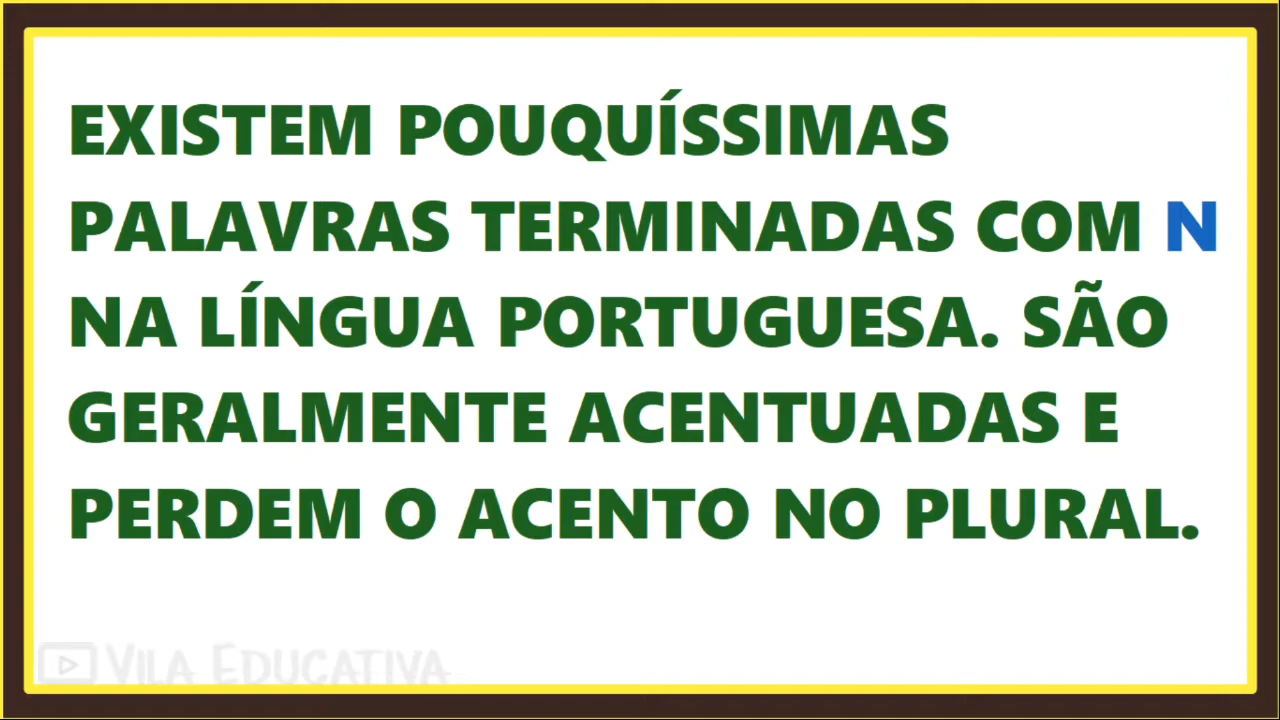 EXISTEM POUQUÍSSIMAS
PALAVRAS TERMINADAS COM N
NA LÍNGUA PORTUGUESA. SÃO
GERALMENTE ACENTUADAS E
PERDEM O ACENTO NO PLURAL.
VILA EDUCATIVA